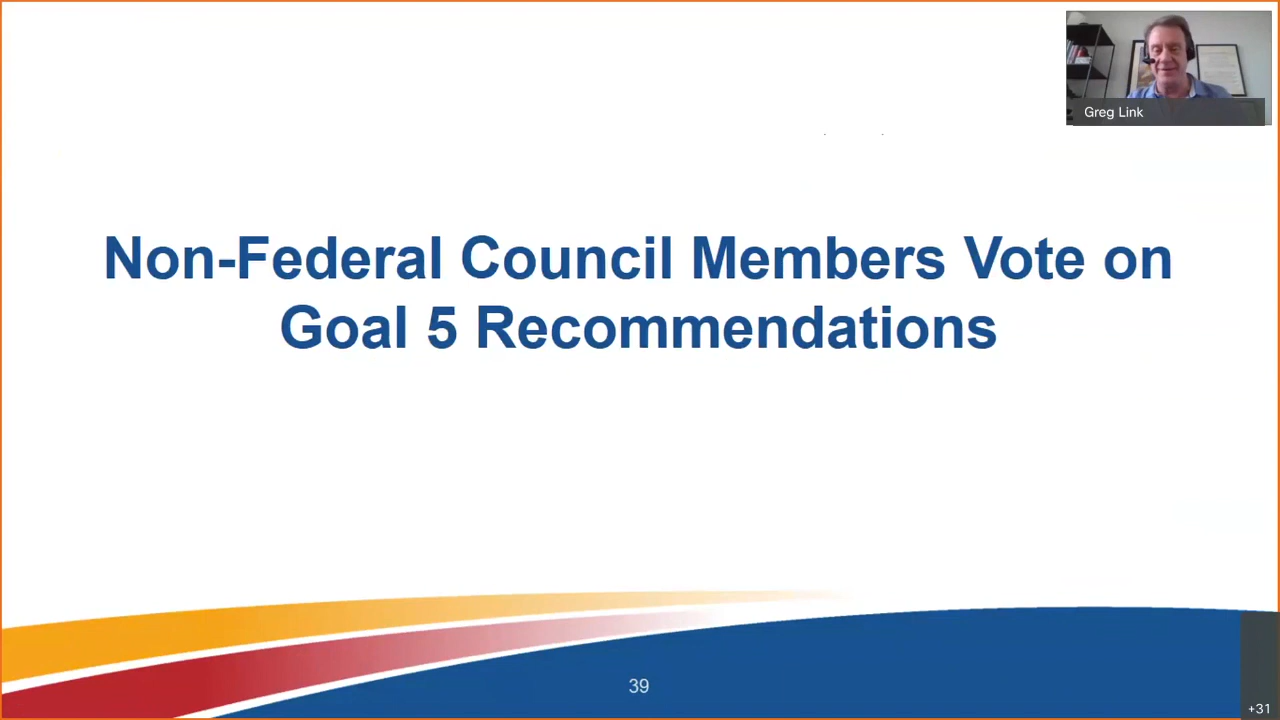 Greg Link
Non-Federal Council Members Vote on
Goal 5 Recommendations
39
+31